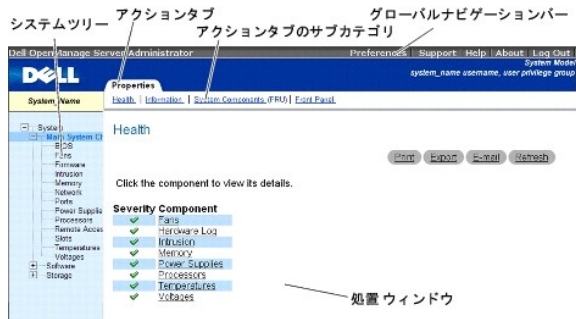 システムツリー
アクションタブ
アクションタブのサブカテゴリ
グローバルナビゲーションバー
Dell OpenManage Server Administrator
Preferences Support Help About Log Out
DELL
System Model
system_name username, user privilege group
Properties
System_Name
Health Information System Components (FRU) Front Panel
System
Main System Ch
BIOS
Fans
Firmware
Intrusion
Memory
Network
Ports
Power Supplie
Processors
Remote Acces
Slots
Temperatures
Voltages
Software
Storage
Health
Print Export E-mail Refresh
Click the component to view its details.
Severity Component
Fans
Hardware Log
Intrusion
Memory
Power Supplies
Processors
Temperatures
Voltages
処置 ウィンドウ